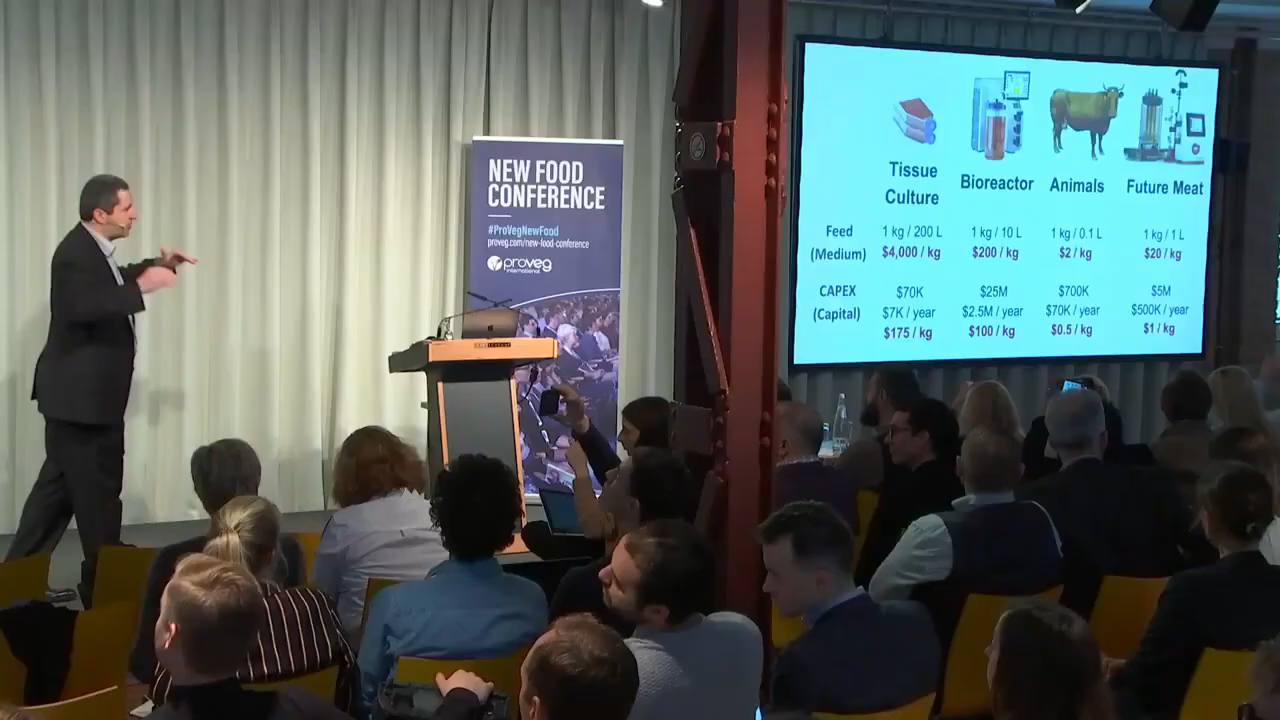 NEW FOOD
CONFERENCE
#ProVegNewFood
proveg.com/new-food-conference
proveg
international
Tissue Culture
Bioreactor
Animals
Future Meat
Feed (Medium)
1 kg / 200 L
1 kg / 10 L
1 kg / 0.1 L
1 kg / 1 L
$4,000 / kg
$200 / kg
$2 / kg
$20 / kg
CAPEX (Capital)
$70K
$25M
$700K
$5M
$7K / year
$2.5M / year
$70K / year
$500K / year
$175 / kg
$100 / kg
$0.5 / kg
$1 / kg